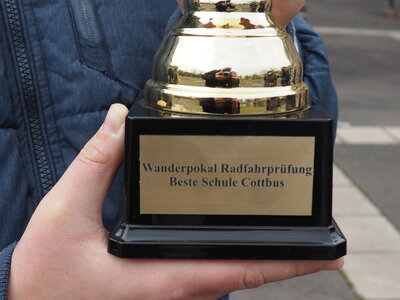 Wanderpokal Radfahrprüfung
Beste Schule Cottbus